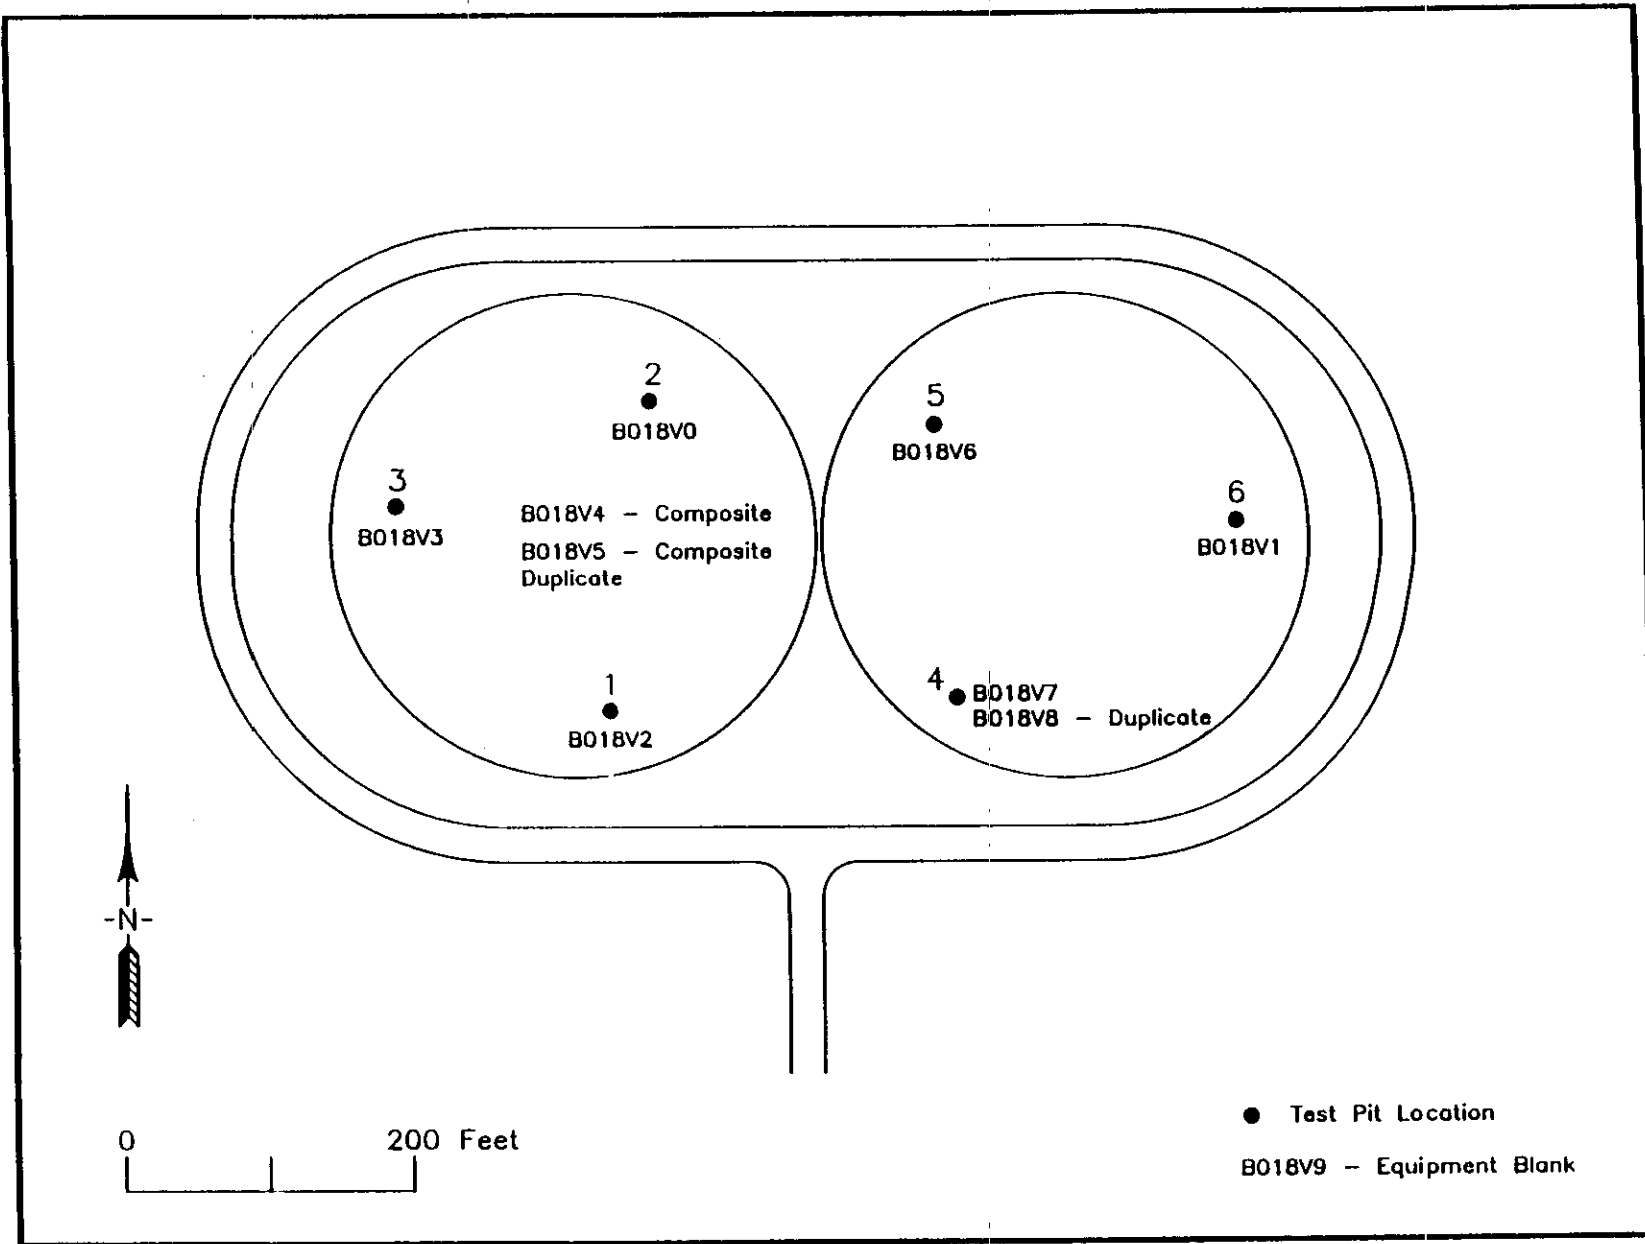 2
B018V0
5
B018V6
3
B018V3
B018V4 – Composite
B018V5 – Composite
Duplicate
6
B018V1
1
B018V2
4
B018V7
B018V8 – Duplicate
-N-
0 200 Feet
Test Pit Location
B018V9 – Equipment Blank